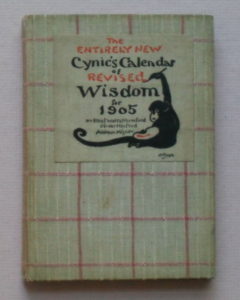 The
ENTIRELY NEW
Cynic's Calendar
of
REVISED
Wisdom
for
1905